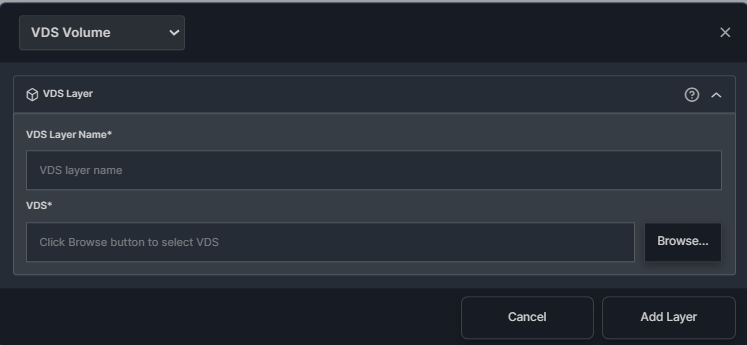 VDS Volume
VDS Layer
VDS Layer Name*
VDS layer name
VDS*
Click Browse button to select VDS
Browse...
Cancel
Add Layer